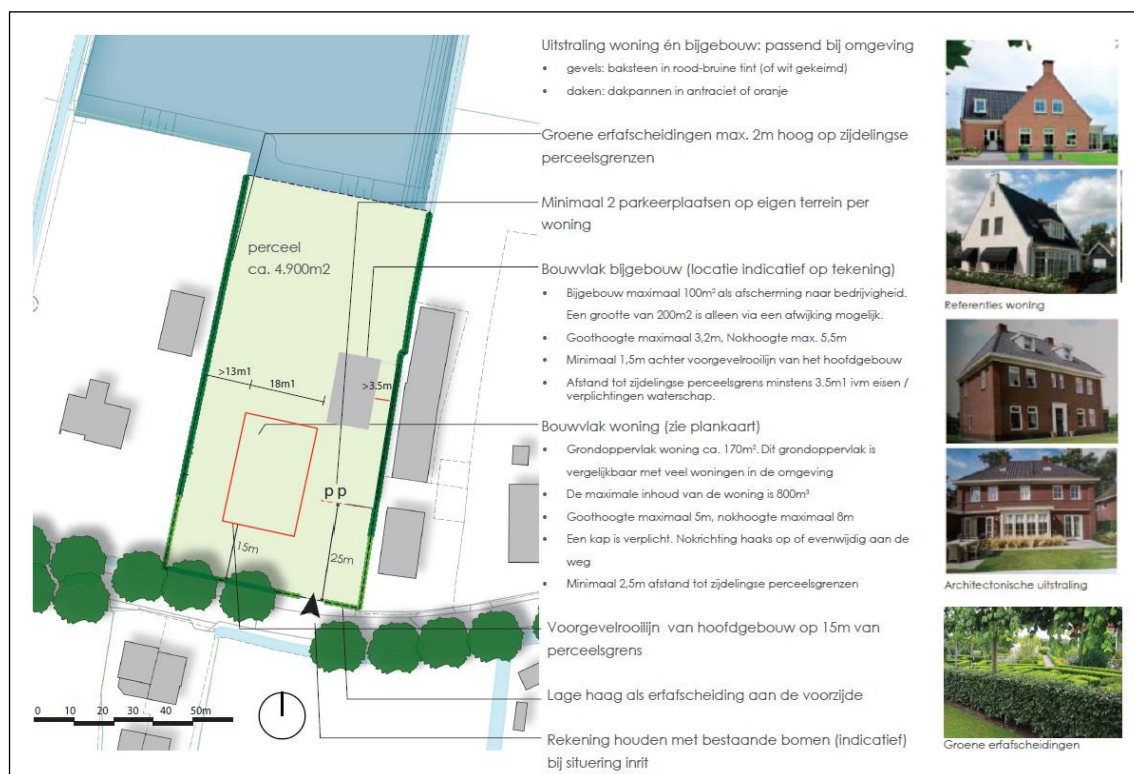 Uitstraling woning én bijgebouw: passend bij omgeving
• gevels: baksteen in rood-bruine tint (of wit gekeimd)
• daken: dakpannen in antraciet of oranje
Groene erfafscheidingen max. 2m hoog op zijdelingse
perceelsgrenzen
Minimaal 2 parkeerplaatsen op eigen terrein per
woning
Bouwvlak bijgebouw (locatie indicatief op tekening)
• Bijgebouw maximaal 100m² als afscherming naar bedrijvigheid.
Een grootte van 200m2 is alleen via een afwijking mogelijk.
• Goothoogte maximaal 3,2m, Nokhoogte max. 5,5m
• Minimaal 1,5m achter voorgevelrooilijn van het hoofdgebouw
• Afstand tot zijdelingse perceelsgrens minstens 3.5m1 ivm eisen /
verplichtingen waterschap.
Bouwvlak woning (zie plankaart)
• Grondoppervlak woning ca. 170m². Dit grondoppervlak is
vergelijkbaar met veel woningen in de omgeving
• De maximale inhoud van de woning is 800m³
• Goothoogte maximaal 5m, nokhoogte maximaal 8m
• Een kap is verplicht. Nokrichting haaks op of evenwijdig aan de
weg
• Minimaal 2,5m afstand tot zijdelingse perceelsgrenzen
Voorgevelrooilijn van hoofdgebouw op 15m van
perceelsgrens
Lage haag als erfafscheiding aan de voorzijde
Rekening houden met bestaande bomen (indicatief)
bij situering inrit
perceel
ca. 4.900m2
>13m1
18m1
>3.5m
p p
15m
25m
0 10 20 30 40 50m
Referenties woning
Architectonische uitstraling
Groene erfafscheidingen